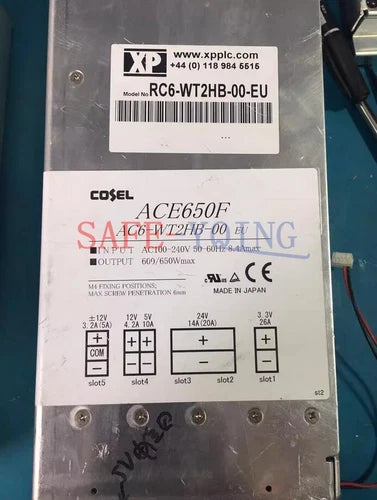 XP
www.xpplc.com
+44 (0) 118 984 5515
Model No RC6-WT2HB-00-EU
COSEL
ACE650F
AC6-WT2HB-00 EU
SAFE YQING
INPUT AC100-240V 50-60Hz 8.4Amax
OUTPUT 609/650Wmax
M4 FIXING POSITIONS;
MAX SCREW PENETRATION 6mm
MADE IN JAPAN
±12V 12V 5V 24V 3.3V
3.2A(5A) 4.2A 10A 14A(20A) 26A
+ + + + +
COM
- - - - -
slot5 slot4 slot3 slot2 slot1
st2